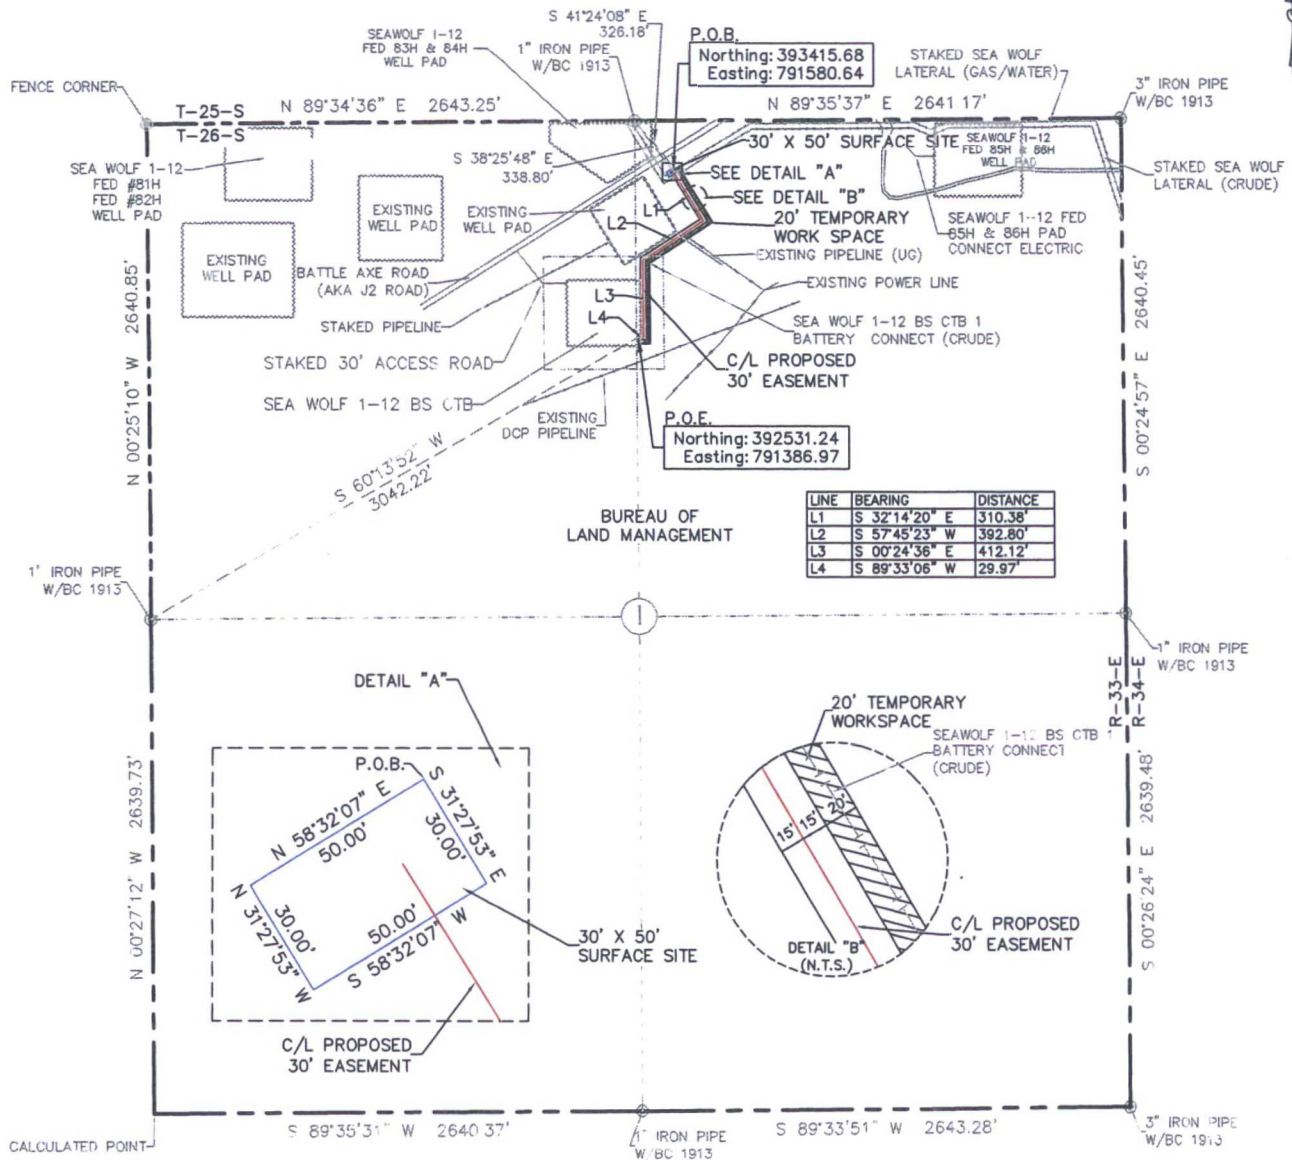 S 41°24'08" E
326.18'
SEAWOLF 1-12
FED 83H & 84H
WELL PAD
1" IRON PIPE
W/BC 1913
P.O.B.
Northing: 393415.68
Easting: 791580.64
STAKED SEA WOLF
LATERAL (GAS/WATER)
3" IRON PIPE
W/BC 1913
FENCE CORNER
T-25-S
T-26-S
N 89°34'36" E 2643.25'
N 89°35'37" E 2641.17'
SEA WOLF 1-12
FED #81H
FED #82H
WELL PAD
S 38°25'48" E
338.80'
30' X 50' SURFACE SITE
SEAWOLF 1-12
FED 85H & 86H
WELL PAD
STAKED SEA WOLF
LATERAL (CRUDE)
SEE DETAIL "A"
SEE DETAIL "B"
EXISTING
WELL PAD
EXISTING
WELL PAD
L1
L2
20' TEMPORARY
WORK SPACE
SEAWOLF 1-12 FED
85H & 86H PAD
CONNECT ELECTRIC
EXISTING
WELL PAD
BATTLE AXE ROAD
(AKA J2 ROAD)
EXISTING PIPELINE (UG)
EXISTING POWER LINE
L3
L4
STAKED PIPELINE
SEA WOLF 1-12 BS CTB 1
BATTERY CONNECT (CRUDE)
STAKED 30' ACCESS ROAD
C/L PROPOSED
30' EASEMENT
SEA WOLF 1-12 BS CTB
EXISTING
DCP PIPELINE
P.O.E.
Northing: 392531.24
Easting: 791386.97
N 00°25'10" W 2640.85'
S 00°24'57" E 2640.45'
S 60°13'52" W
3042.22'
BUREAU OF
LAND MANAGEMENT
LINE BEARING DISTANCE
L1 S 32°14'20" E 310.38'
L2 S 57°45'23" W 392.80'
L3 S 00°24'36" E 412.12'
L4 S 89°33'06" W 29.97'
1' IRON PIPE
W/BC 1913
1
1" IRON PIPE
W/BC 1913
R-33-E
R-34-E
DETAIL "A"
P.O.B.
N 58°32'07" E
50.00'
S 31°27'53" E
30.00'
N 31°27'53" W
30.00'
50.00'
S 58°32'07" W
30' X 50'
SURFACE SITE
C/L PROPOSED
30' EASEMENT
20' TEMPORARY
WORKSPACE
SEAWOLF 1-12 BS CTB 1
BATTERY CONNECT
(CRUDE)
15' 15' 20'
DETAIL "B"
(N.T.S.)
C/L PROPOSED
30' EASEMENT
N 00°27'12" W 2639.73'
S 00°26'24" E 2639.48'
CALCULATED POINT
S 89°35'31" W 2640.37'
1" IRON PIPE
W/BC 1913
S 89°33'51" W 2643.28'
3" IRON PIPE
W/BC 1913